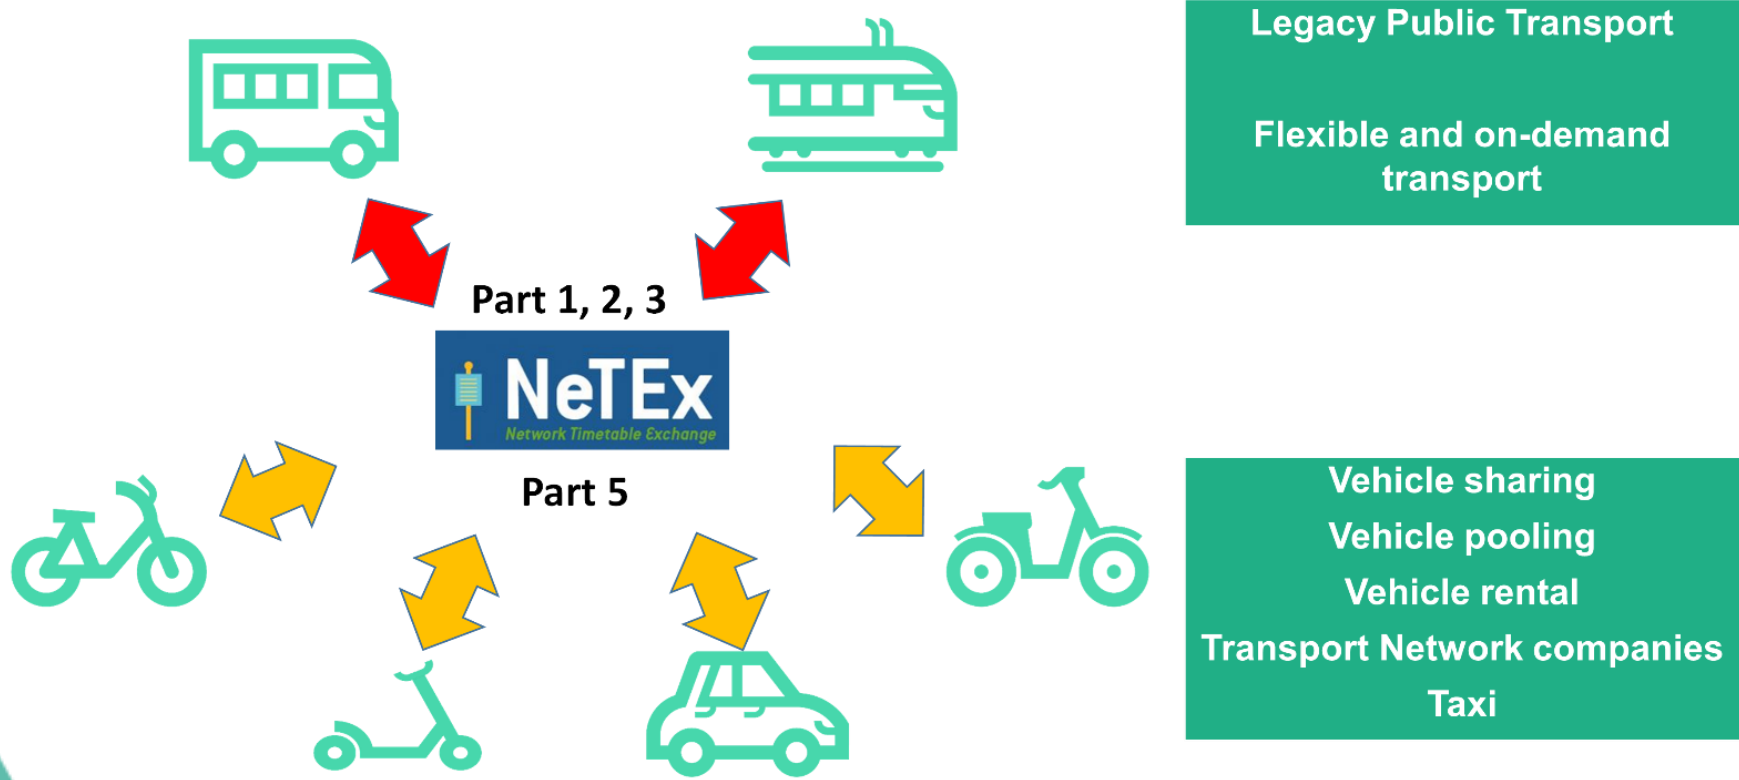 Legacy Public Transport
Flexible and on-demand
transport
Part 1, 2, 3
NeTEx
Network Timetable Exchange
Part 5
Vehicle sharing
Vehicle pooling
Vehicle rental
Transport Network companies
Taxi